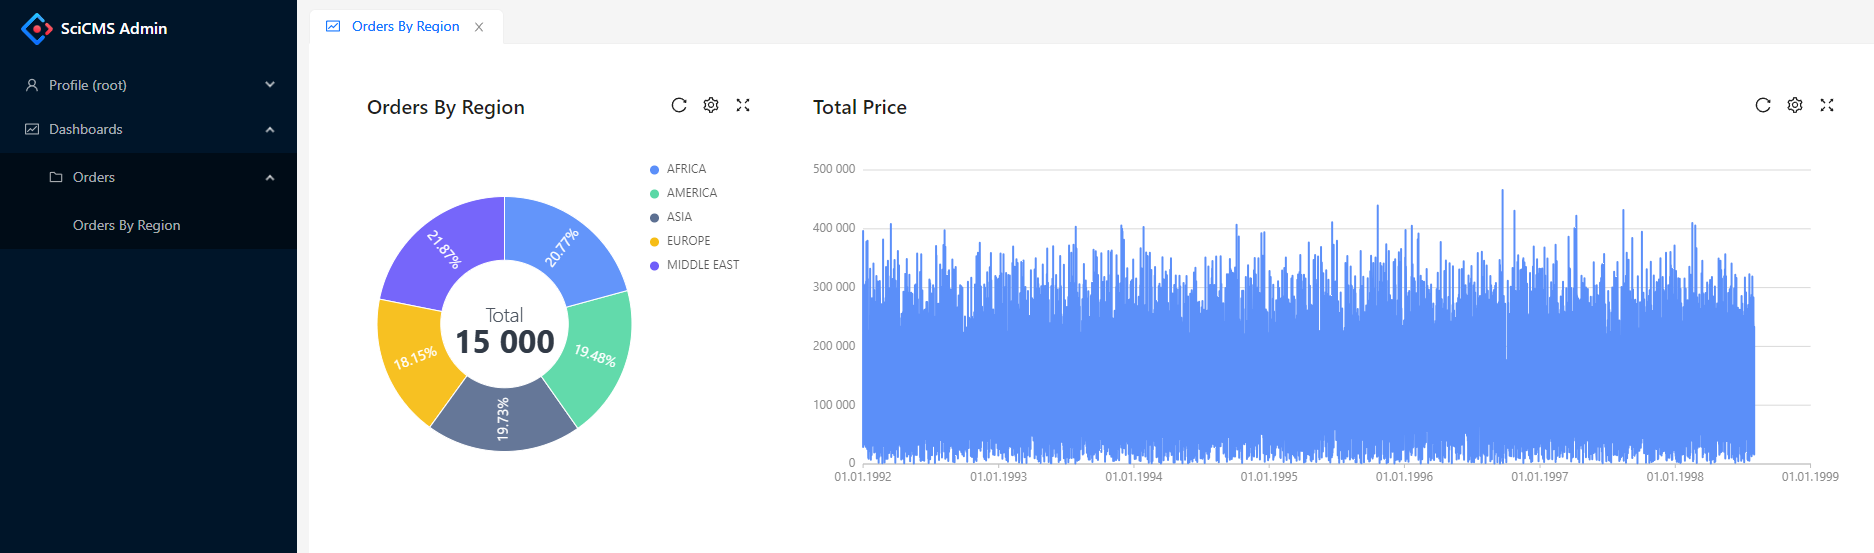 SciCMS Admin
Profile (root)
Dashboards
Orders
Orders By Region
Orders By Region
Orders By Region
AFRICA
AMERICA
ASIA
EUROPE
MIDDLE EAST
21.87%
20.77%
Total
15 000
18.15%
19.48%
19.73%
Total Price
500 000
400 000
300 000
200 000
100 000
0
01.01.1992
01.01.1993
01.01.1994
01.01.1995
01.01.1996
01.01.1997
01.01.1998
01.01.1999